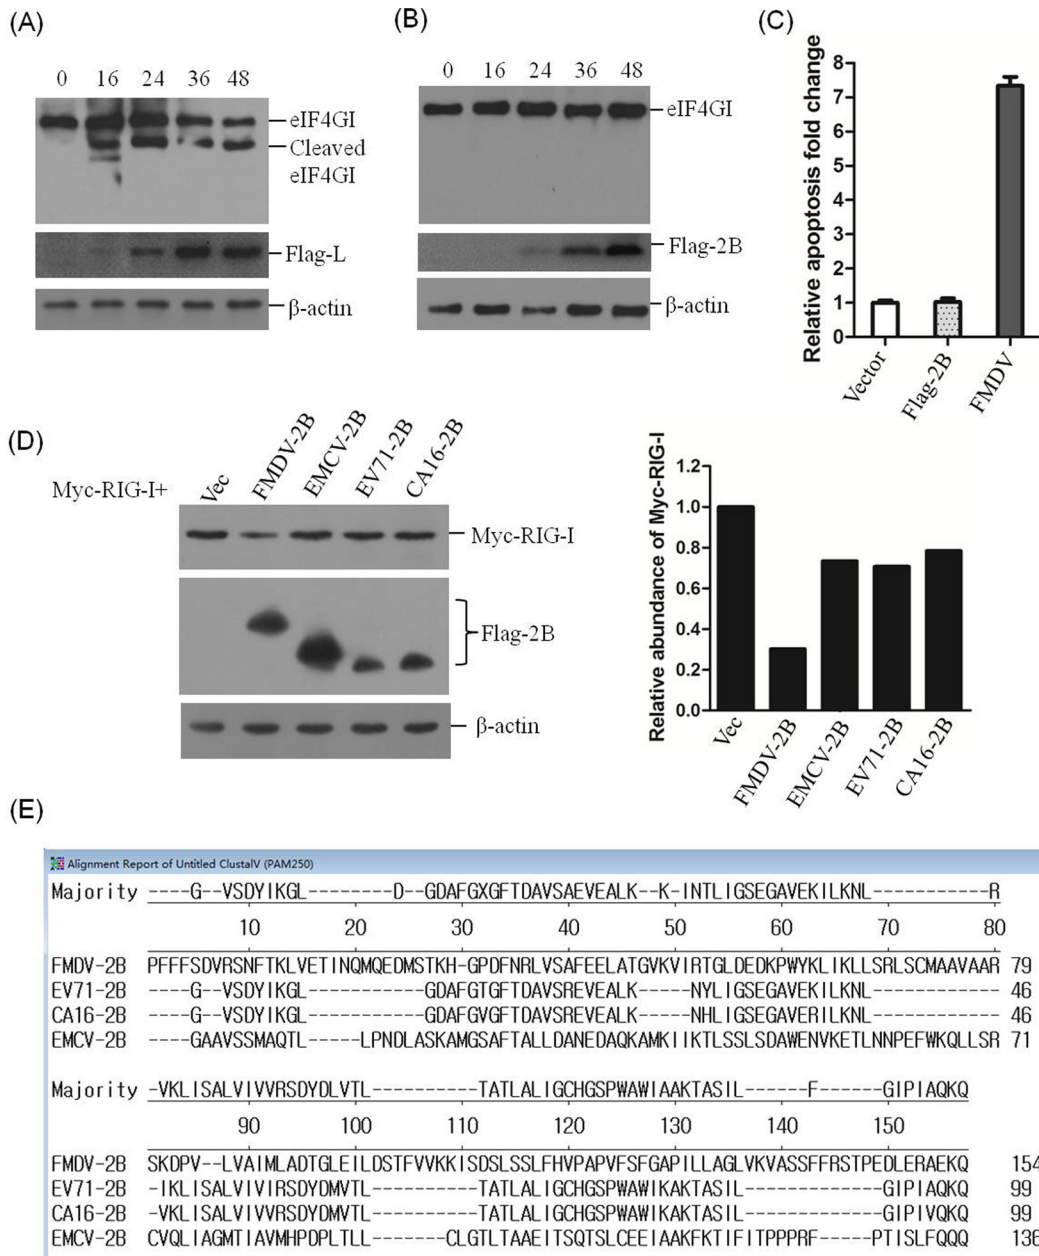 (A)
0 16 24 36 48
eIF4GI
Cleaved
eIF4GI
Flag-L
β-actin
(B)
0 16 24 36 48
eIF4GI
Flag-2B
β-actin
(C)
Relative apoptosis fold change
8
7
6
5
4
3
2
1
0
Vector
Flag-2B
FMDV
(D)
Myc-RIG-I+
Vec
FMDV-2B
EMCV-2B
EV71-2B
CA16-2B
Myc-RIG-I
Flag-2B
β-actin
Relative abundance of Myc-RIG-I
1.2
1.0
0.8
0.6
0.4
0.2
0.0
Vec
FMDV-2B
EMCV-2B
EV71-2B
CA16-2B
(E)
Alignment Report of Untitled ClustalV (PAM250)
Majority ----G--VSDYIKGL--------D--GDAFGXGFTDAVSAEVEALK--K-INTLIGSEGAVEKILKNL-----------R
10 20 30 40 50 60 70 80
FMDV-2B PFFFSDVRSNFTKLVETINQMQEDMSTKH-GPDFNRLVSAFEELATGVKVIRTGLDEDKPWYKLIKLLSRLSCMAAVAAR 79
EV71-2B ----G--VSDYIKGL-----------GDAFGTGFTDAVSREVEALK-----NYLIGSEGAVEKILKNL------------ 46
CA16-2B ----G--VSDYIKGL-----------GDAFGVGFTDAVSREVEALK-----NHLIGSEGAVERILKNL------------ 46
EMCV-2B ----GAAVSSMAQTL-----LPNDLASKAMGSAFTALLDANEDAQKAMKIIKTLSSLSDAWENVKETLNNPEFWKQLLSR 71
Majority -VKLISALVIVVRSDYDLVTL----------TATLALIGCHGSPWAWIAAKTASIL------F------GIPIAQKQ
90 100 110 120 130 140 150
FMDV-2B SKDPV--LVAIMLADTGLEILDSTFVVKKISDSLSSLFHVPAPVFSFGAPILLAGLVKVASSFFRSTPEDLERAEKQ 154
EV71-2B -IKLISALVIVIRSDYDMVTL----------TATLALIGCHGSPWAWIKAKTASIL-------------GIPIAQKQ 99
CA16-2B -VKLISALVIVVRSDYDMVTL----------TATLALIGCHGSPWAWIKAKTASIL-------------GIPIVQKQ 99
EMCV-2B CVQLIAGMTIAVMHPDPLTLL----------CLGTLTAAEITSQTSLCEEIAAKFKTIFITPPPRF-----PTISLFQQQ 136